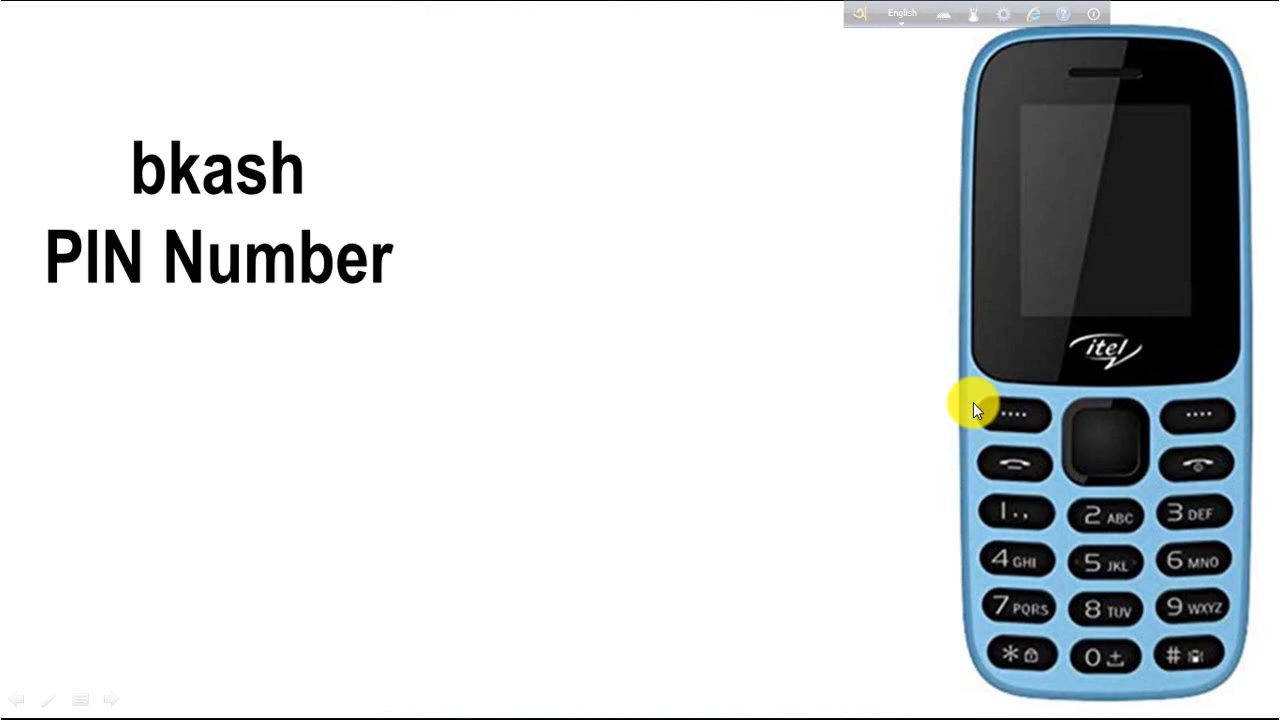 অ English
bkash
PIN Number
itel
1.,
2 ABC
3 DEF
4 GHI
5 JKL
6 MNO
7 PQRS
8 TUV
9 WXYZ
*
0 +
#